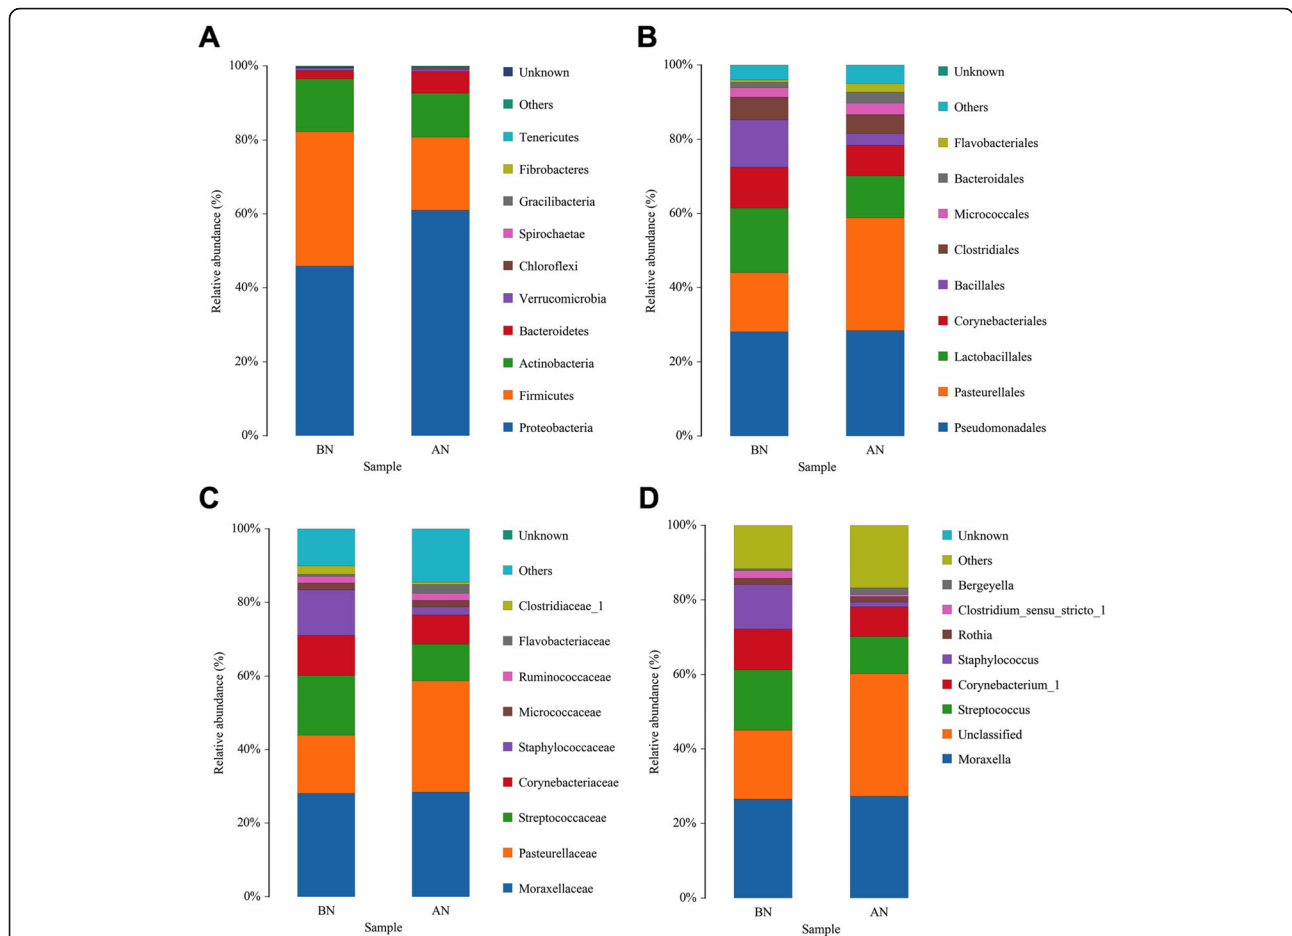 A
Relative abundance (%)
100%
80%
60%
40%
20%
0%
BN
AN
Sample
Unknown
Others
Tenericutes
Fibrobacteres
Gracilibacteria
Spirochaetae
Chloroflexi
Verrucomicrobia
Bacteroidetes
Actinobacteria
Firmicutes
Proteobacteria
B
Relative abundance (%)
100%
80%
60%
40%
20%
0%
BN
AN
Sample
Unknown
Others
Flavobacteriales
Bacteroidales
Micrococcales
Clostridiales
Bacillales
Corynebacteriales
Lactobacillales
Pasteurellales
Pseudomonadales
C
Relative abundance (%)
100%
80%
60%
40%
20%
0%
BN
AN
Sample
Unknown
Others
Clostridiaceae_1
Flavobacteriaceae
Ruminococcaceae
Micrococcaceae
Staphylococcaceae
Corynebacteriaceae
Streptococcaceae
Pasteurellaceae
Moraxellaceae
D
Relative abundance (%)
100%
80%
60%
40%
20%
0%
BN
AN
Sample
Unknown
Others
Bergeyella
Clostridium_sensu_stricto_1
Rothia
Staphylococcus
Corynebacterium_1
Streptococcus
Unclassified
Moraxella